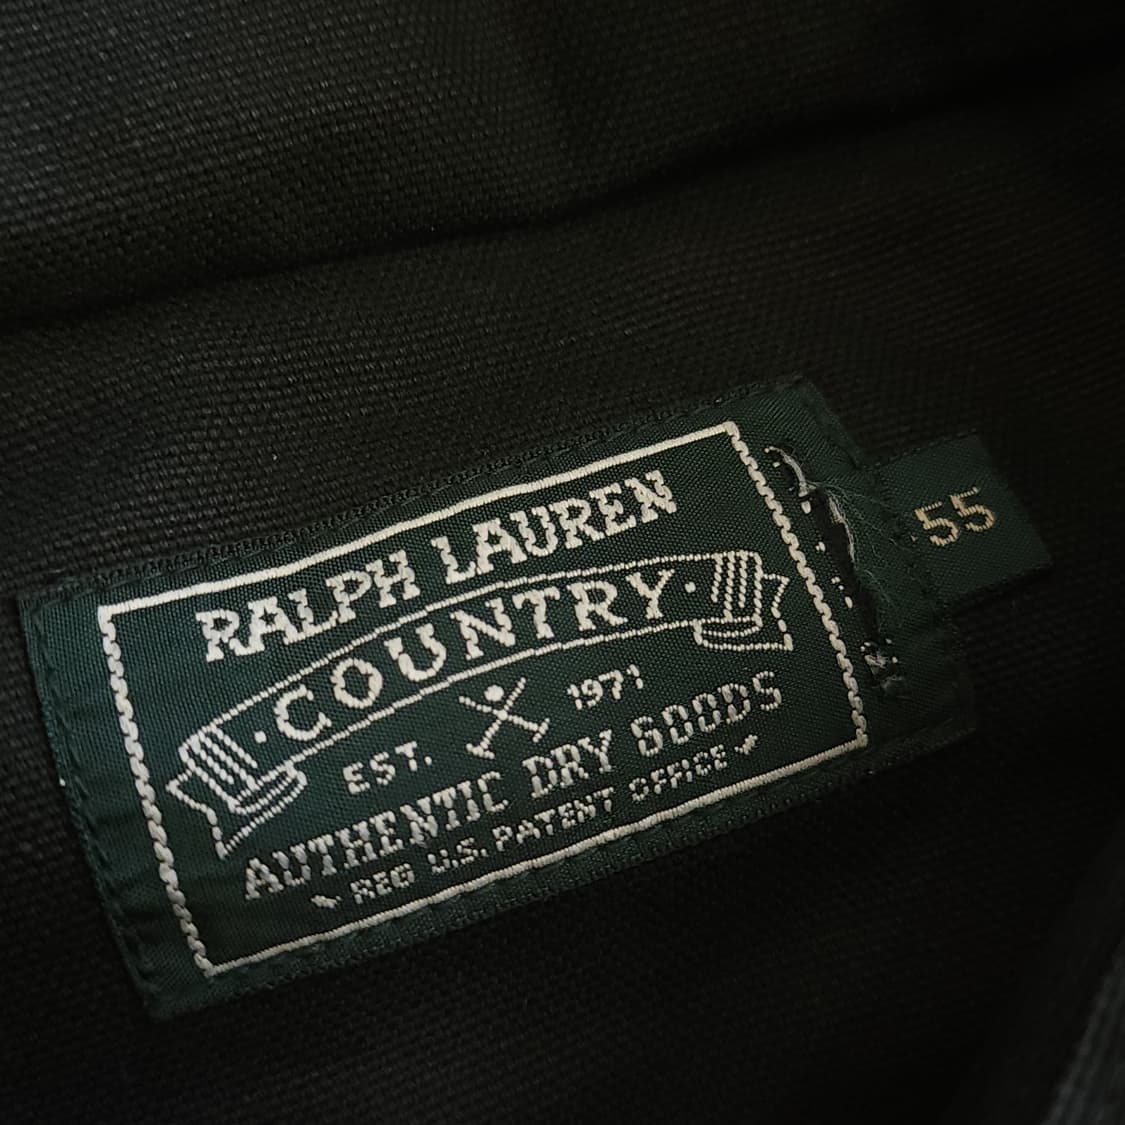 RALPH LAUREN
·COUNTRY·
EST. 1971
AUTHENTIC DRY GOODS
REG U.S. PATENT OFFICE
55